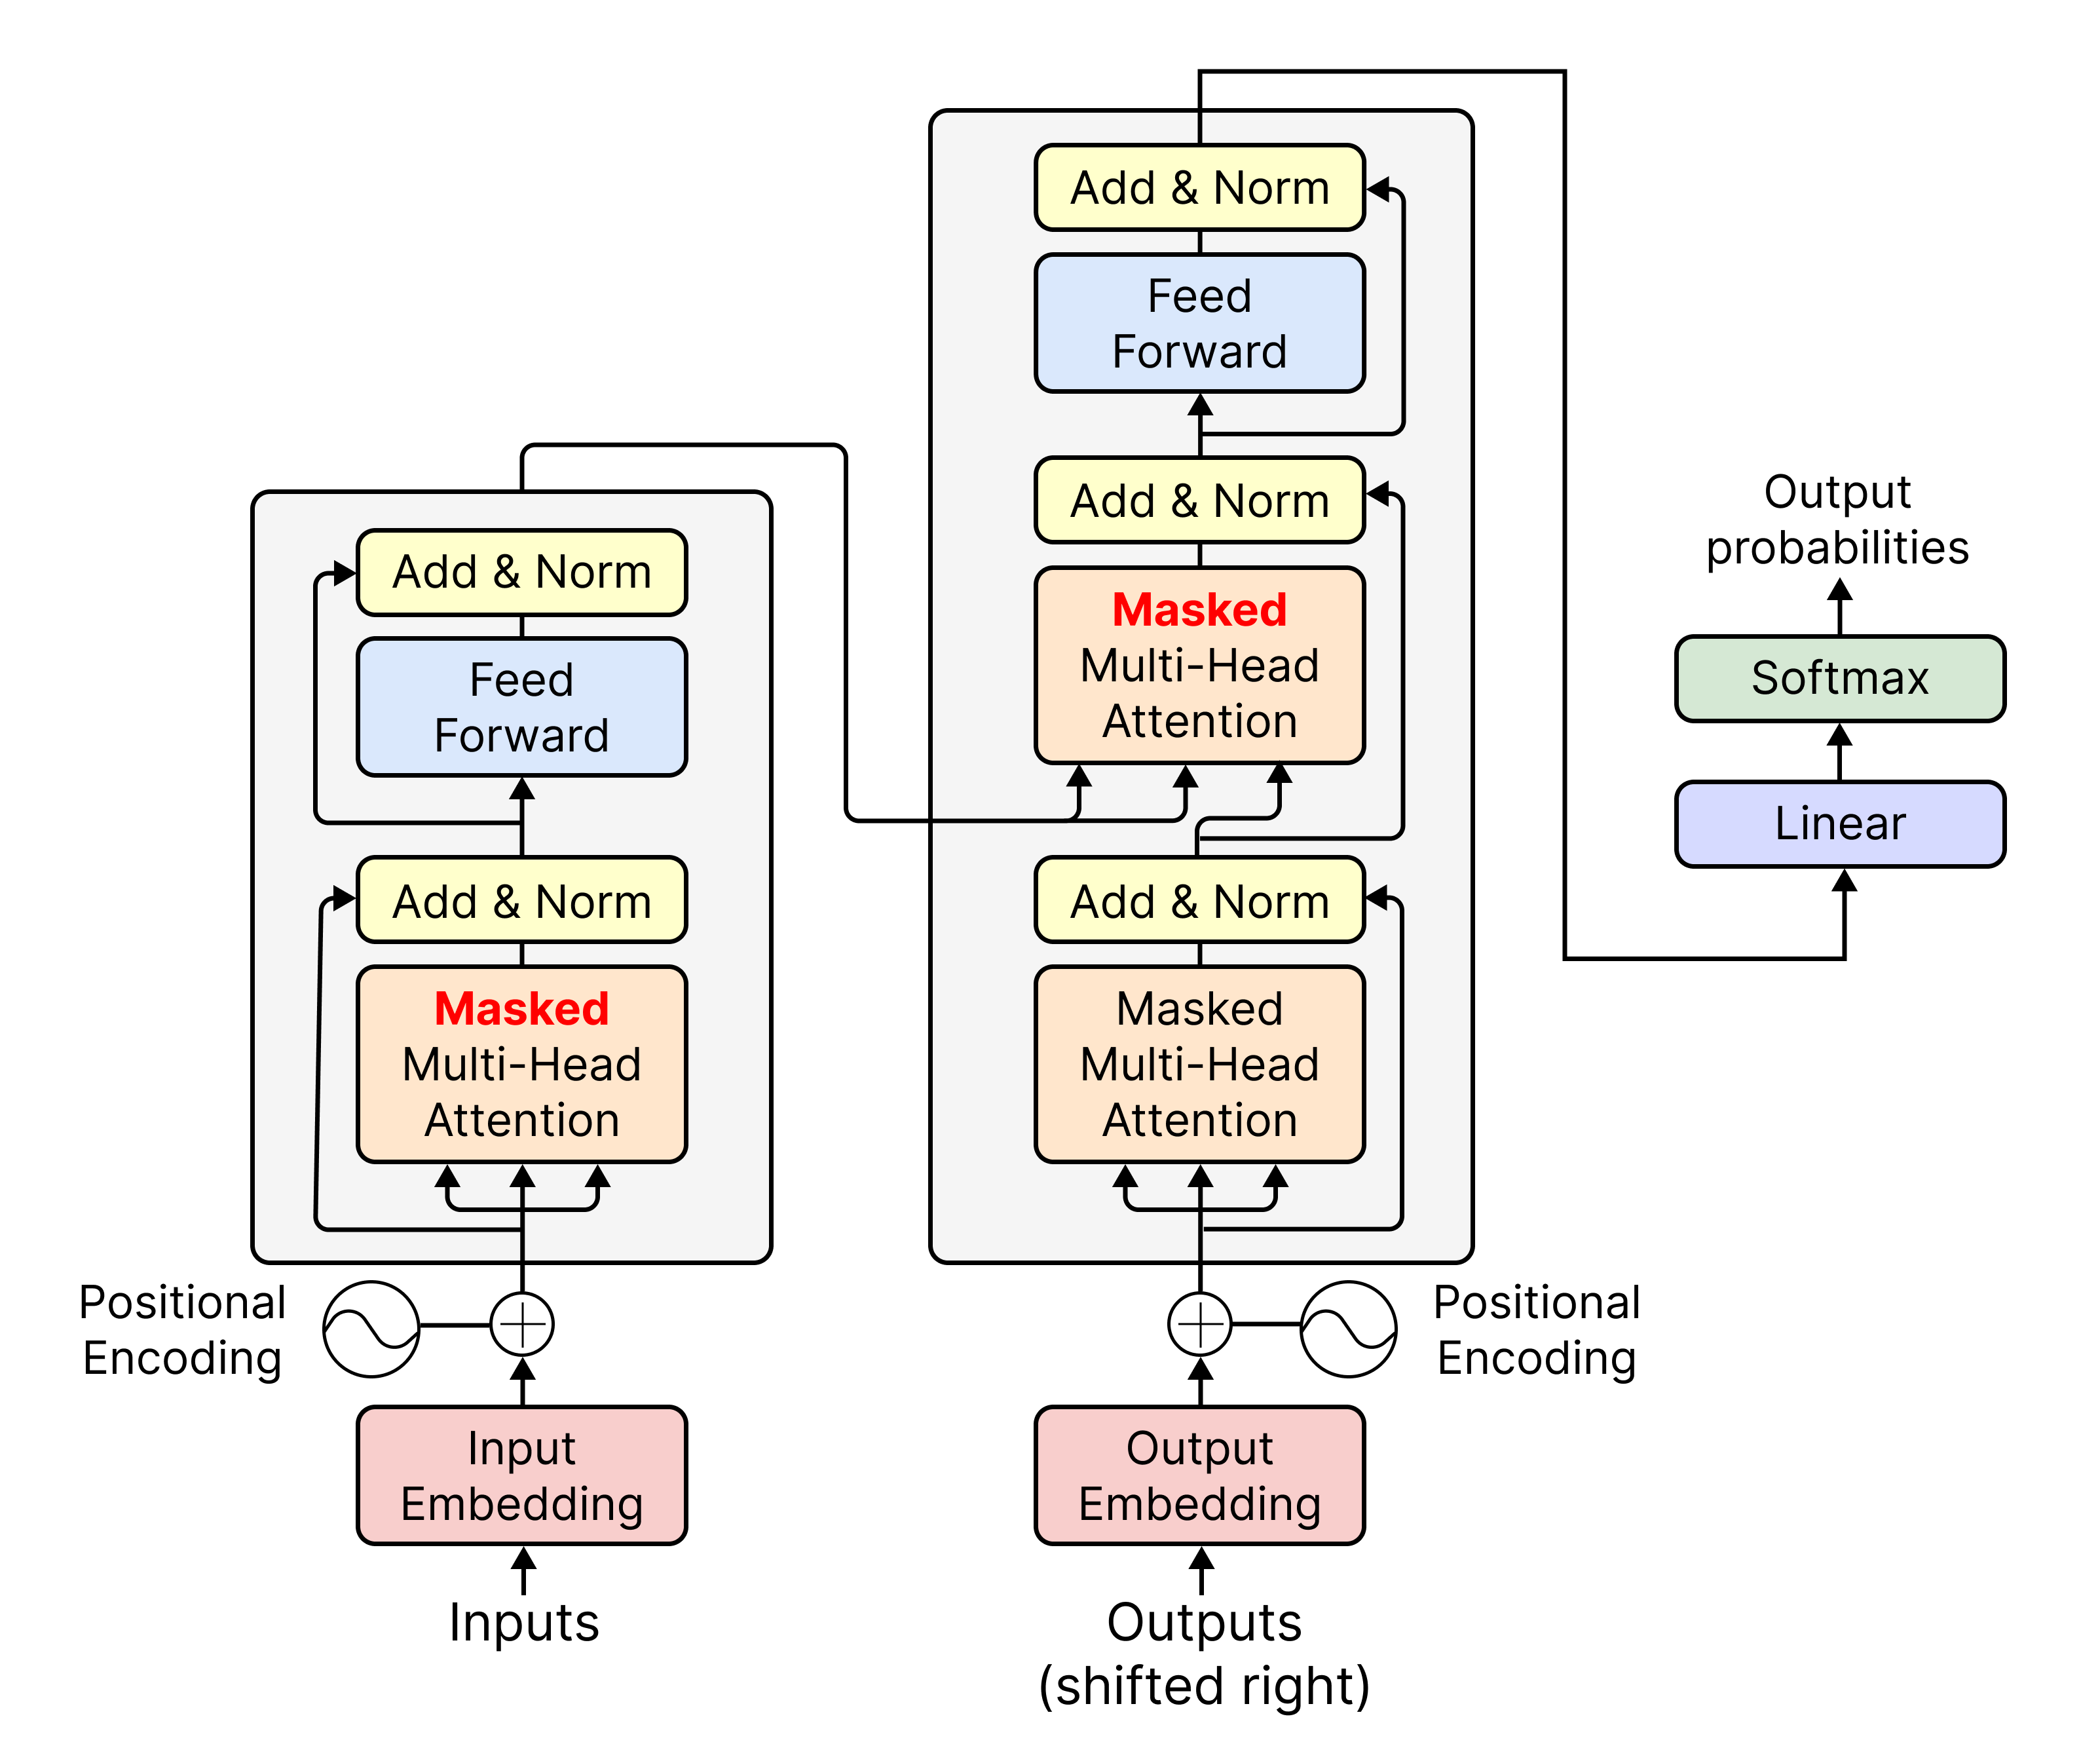 Add & Norm
Feed
Forward
Add & Norm
Masked
Multi-Head
Attention
Add & Norm
Masked
Multi-Head
Attention
Positional
Encoding
Output
Embedding
Outputs
(shifted right)
Add & Norm
Feed
Forward
Add & Norm
Masked
Multi-Head
Attention
Positional
Encoding
Input
Embedding
Inputs
Output
probabilities
Softmax
Linear